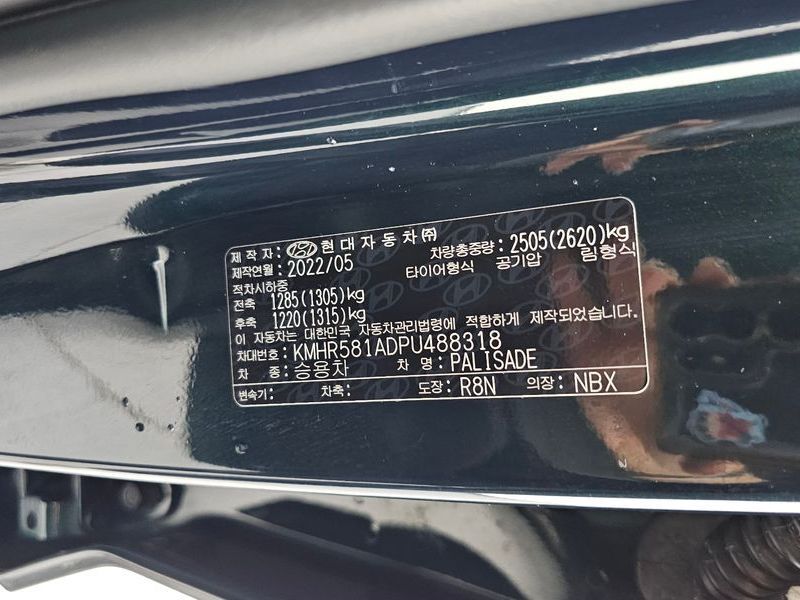 제작자: 현대자동차㈜ 차량총중량: 2505(2620)kg
제작연월: 2022/05 타이어형식 공기압 림형식
적차시하중
전축 1285(1305)kg
후축 1220(1315)kg
이 자동차는 대한민국 자동차관리법령에 적합하게 제작되었습니다.
차대번호: KMHR581ADPU488318
차 종: 승용차 차 명: PALISADE
변속기: 차축: 도장: R8N 의장: NBX